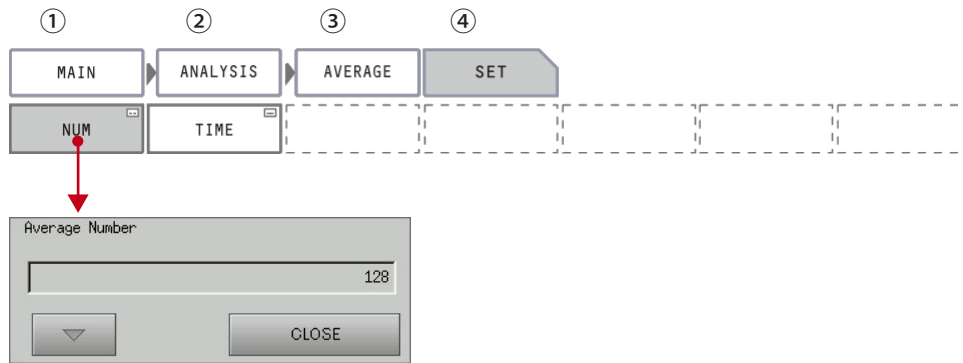 ① ② ③ ④
MAIN ANALYSIS AVERAGE SET
NUM TIME
Average Number
128
CLOSE